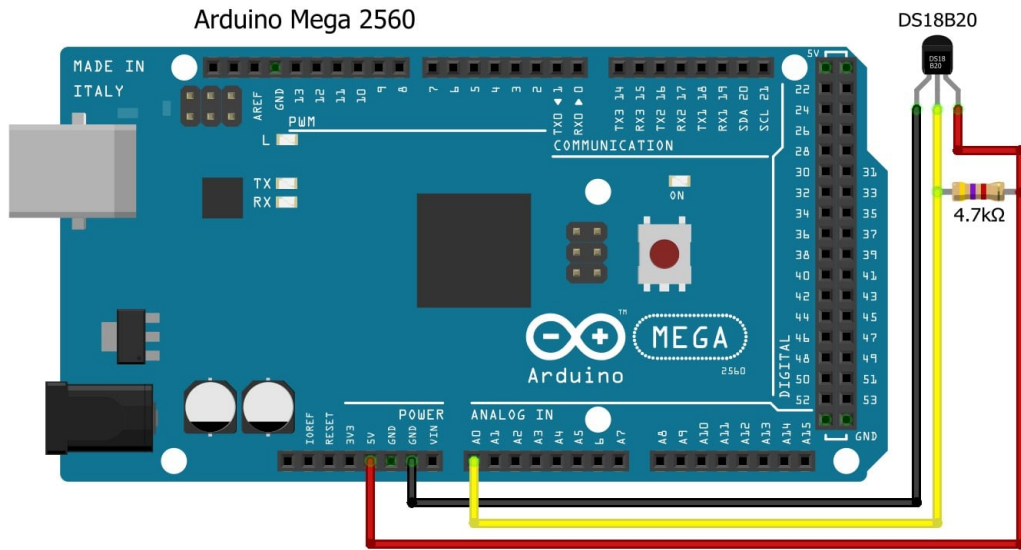 Arduino Mega 2560
DS18B20
MADE IN
ITALY
AREF
GND
13
12
11
10
9
8
7
6
5
4
3
2
TX0 ◄ 1
RX0 ► 0
TX3 14
RX3 15
TX2 16
RX2 17
TX1 18
RX1 19
SDA 20
SCL 21
5V
DS18
B20
L
PWM
COMMUNICATION
TX
RX
ON
22
24
26
28
30 31
32 33
34 35
36 37
38 39
40 41
42 43
44 45
46 47
48 49
50 51
52 53
GND
DIGITAL
4.7kΩ
TM
MEGA
2560
Arduino
POWER
ANALOG IN
IOREF
RESET
3V3
5V
GND
GND
VIN
A0
A1
A2
A3
A4
A5
6
A7
A8
A9
A10
A11
A12
A13
A14
A15